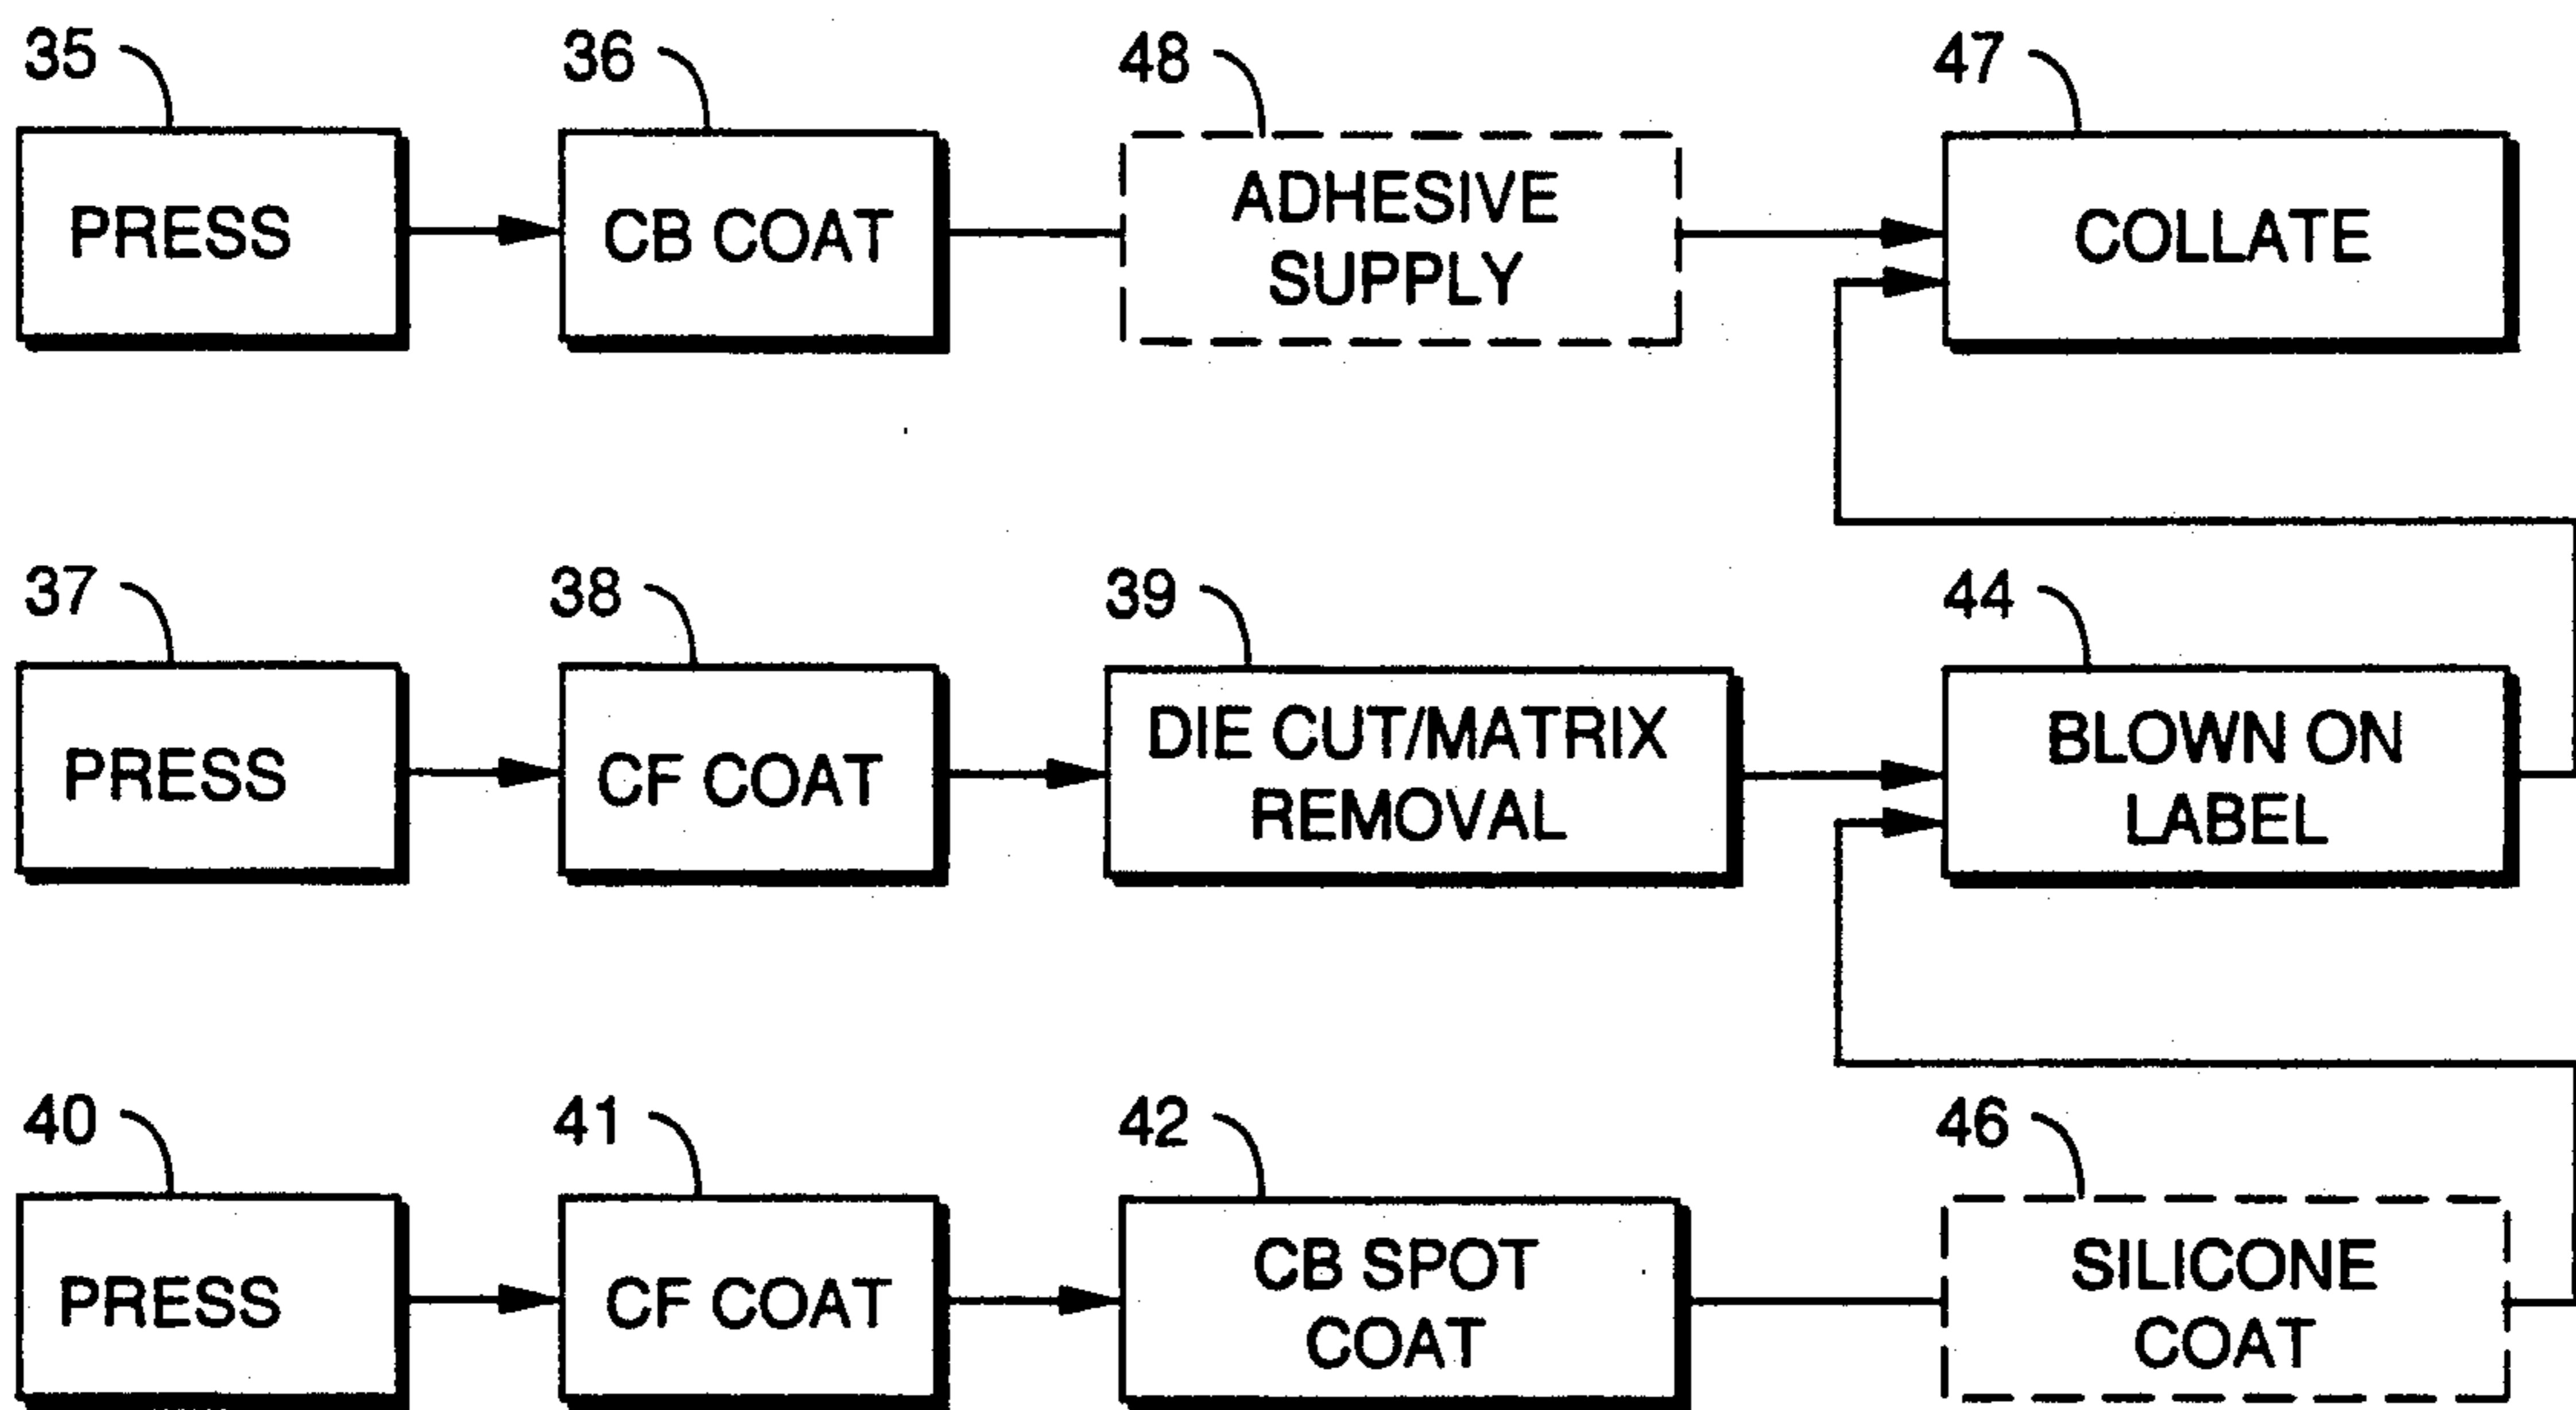 35
36
48
47
PRESS
CB COAT
ADHESIVE
SUPPLY
COLLATE
37
38
39
44
PRESS
CF COAT
DIE CUT/MATRIX
REMOVAL
BLOWN ON
LABEL
40
41
42
46
PRESS
CF COAT
CB SPOT
COAT
SILICONE
COAT